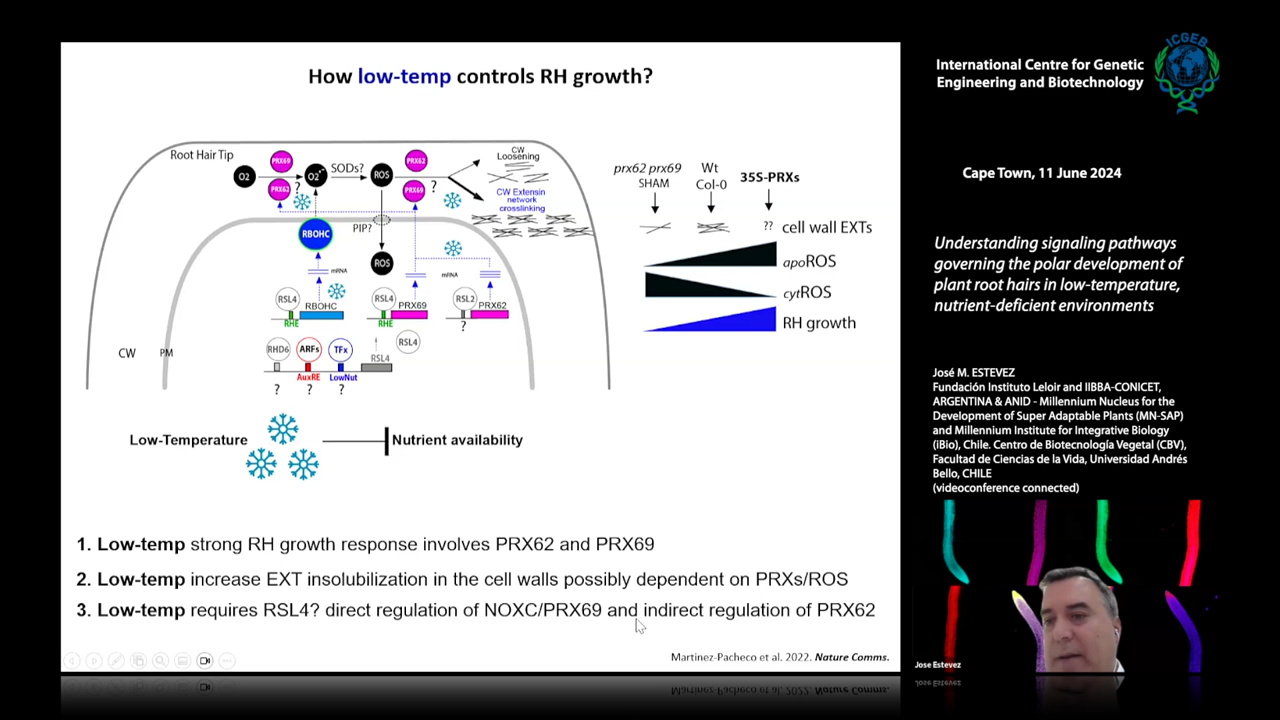 How low-temp controls RH growth?
Root Hair Tip
O2
PRX69
PRX62
?
O2-
SODs?
ROS
PRX62
PRX69
?
CW
Loosening
CW Extensin
network
crosslinking
RBOHC
PIP?
ROS
mRNA
mRNA
RSL4
RBOHC
RHE
RSL4
PRX69
RHE
RSL2
PRX62
?
RSL4
RHD6
ARFs
TFx
RSL4
AuxRE
LowNut
?
?
?
CW
PM
prx62 prx69
SHAM
Wt
Col-0
35S-PRXs
??
cell wall EXTs
apoROS
cytROS
RH growth
Low-Temperature
Nutrient availability
1. Low-temp strong RH growth response involves PRX62 and PRX69
2. Low-temp increase EXT insolubilization in the cell walls possibly dependent on PRXs/ROS
3. Low-temp requires RSL4? direct regulation of NOXC/PRX69 and indirect regulation of PRX62
Martinez-Pacheco et al. 2022. Nature Comms.
International Centre for Genetic
Engineering and Biotechnology
ICGEB
Cape Town, 11 June 2024
Understanding signaling pathways
governing the polar development of
plant root hairs in low-temperature,
nutrient-deficient environments
José M. ESTEVEZ
Fundación Instituto Leloir and IIBBA-CONICET,
ARGENTINA & ANID - Millennium Nucleus for the
Development of Super Adaptable Plants (MN-SAP)
and Millennium Institute for Integrative Biology
(iBio), Chile. Centro de Biotecnología Vegetal (CBV),
Facultad de Ciencias de la Vida, Universidad Andrés
Bello, CHILE
(videoconference connected)
Jose Estevez